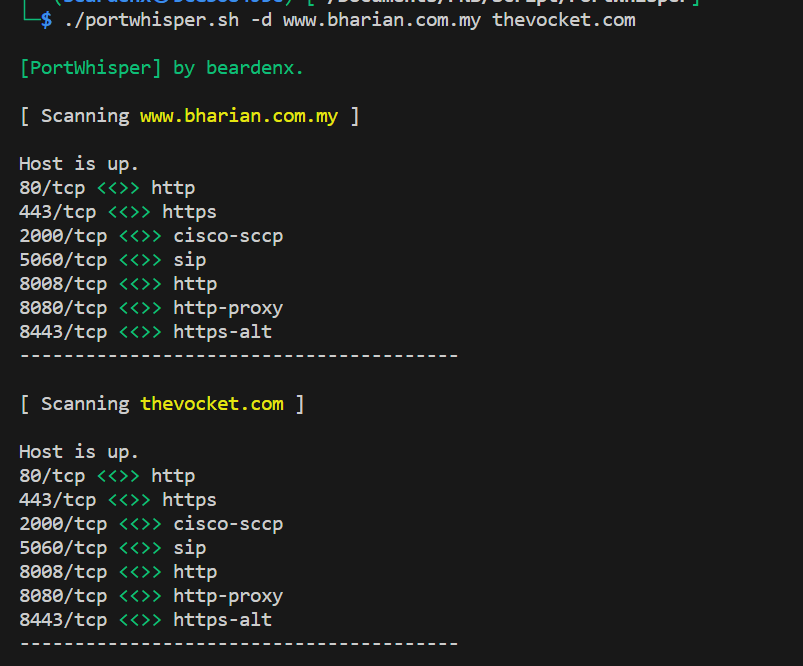 └─$ ./portwhisper.sh -d www.bharian.com.my thevocket.com
[PortWhisper] by beardenx.
[ Scanning www.bharian.com.my ]
Host is up.
80/tcp <<>> http
443/tcp <<>> https
2000/tcp <<>> cisco-sccp
5060/tcp <<>> sip
8008/tcp <<>> http
8080/tcp <<>> http-proxy
8443/tcp <<>> https-alt
----------------------------------------
[ Scanning thevocket.com ]
Host is up.
80/tcp <<>> http
443/tcp <<>> https
2000/tcp <<>> cisco-sccp
5060/tcp <<>> sip
8008/tcp <<>> http
8080/tcp <<>> http-proxy
8443/tcp <<>> https-alt
----------------------------------------